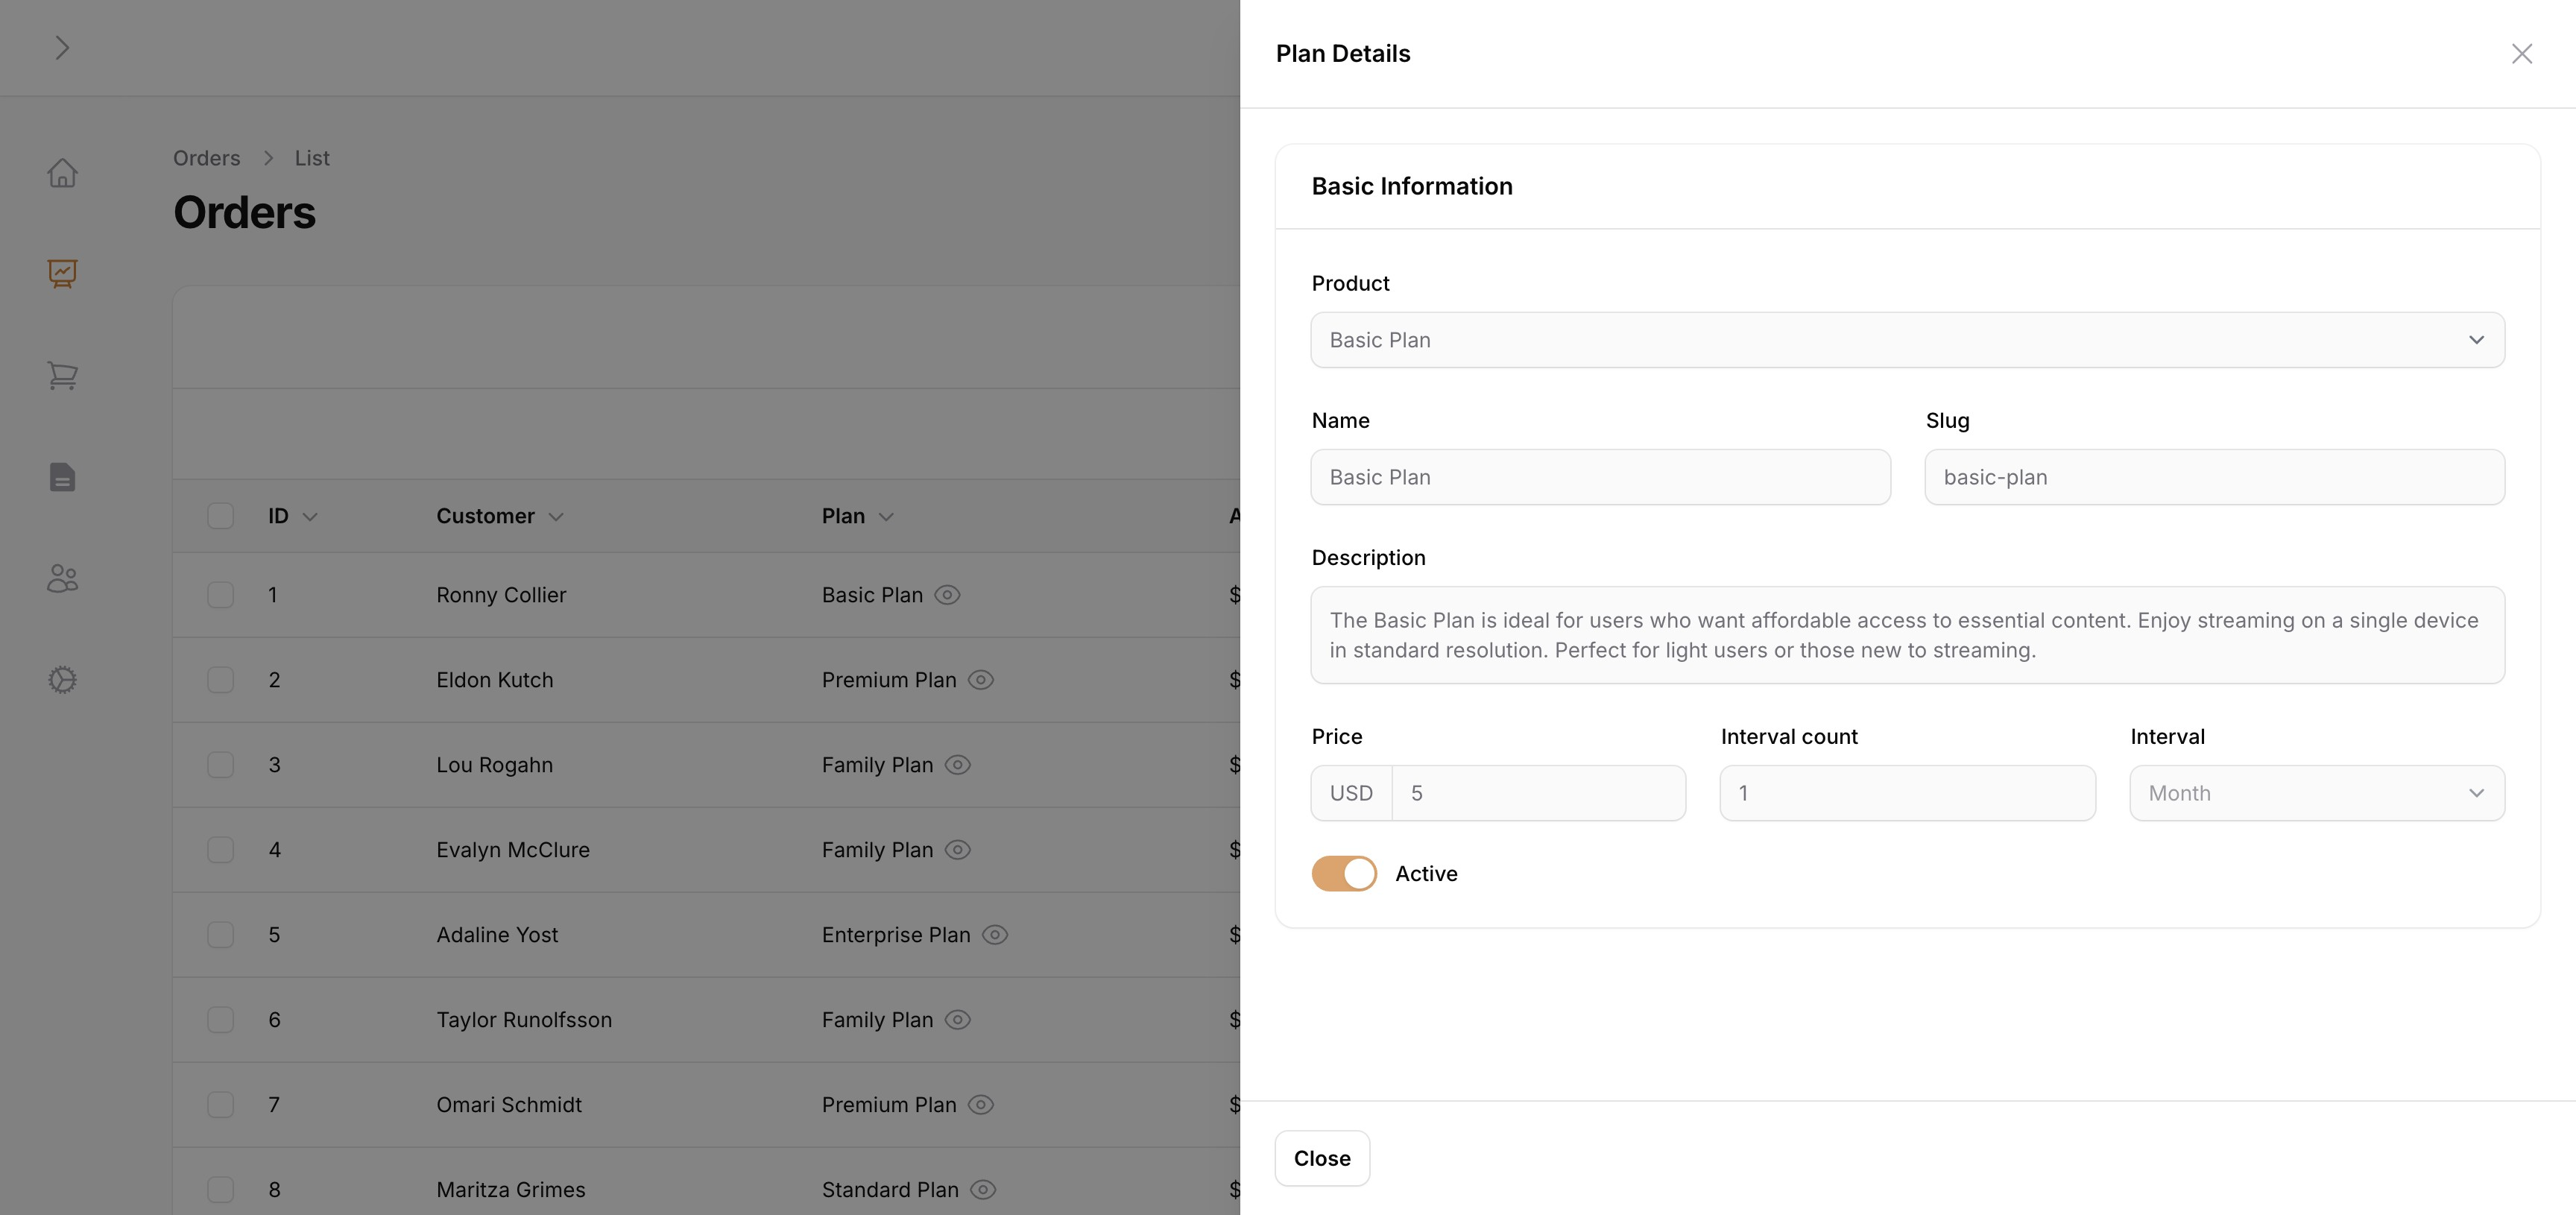 Orders > List
Orders
ID Customer Plan A
1 Ronny Collier Basic Plan $
2 Eldon Kutch Premium Plan $
3 Lou Rogahn Family Plan $
4 Evalyn McClure Family Plan $
5 Adaline Yost Enterprise Plan $
6 Taylor Runolfsson Family Plan $
7 Omari Schmidt Premium Plan $
8 Maritza Grimes Standard Plan $
Plan Details
Basic Information
Product
Basic Plan
Name Slug
Basic Plan basic-plan
Description
The Basic Plan is ideal for users who want affordable access to essential content. Enjoy streaming on a single device
in standard resolution. Perfect for light users or those new to streaming.
Price Interval count Interval
USD 5 1 Month
Active
Close